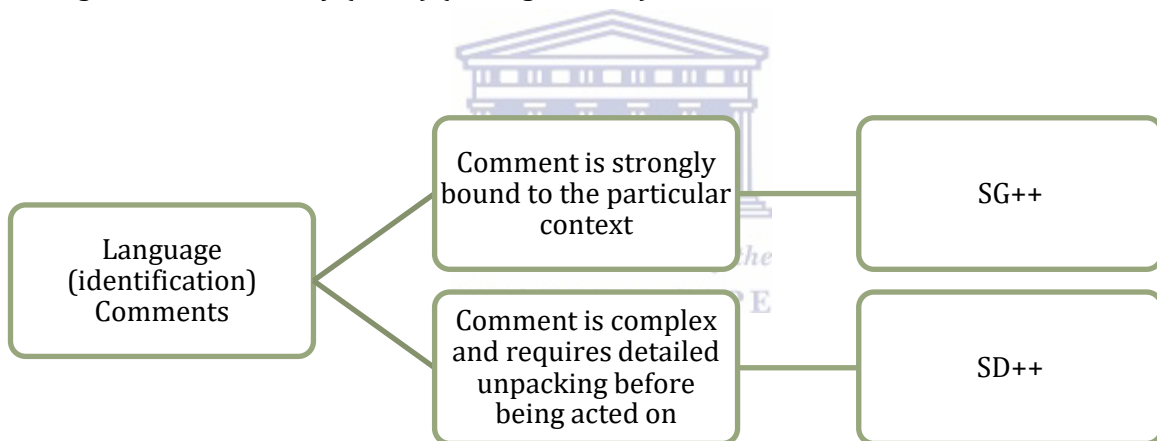 Language
(identification)
Comments
Comment is strongly
bound to the particular
context
SG++
Comment is complex
and requires detailed
unpacking before
being acted on
SD++
the
P E